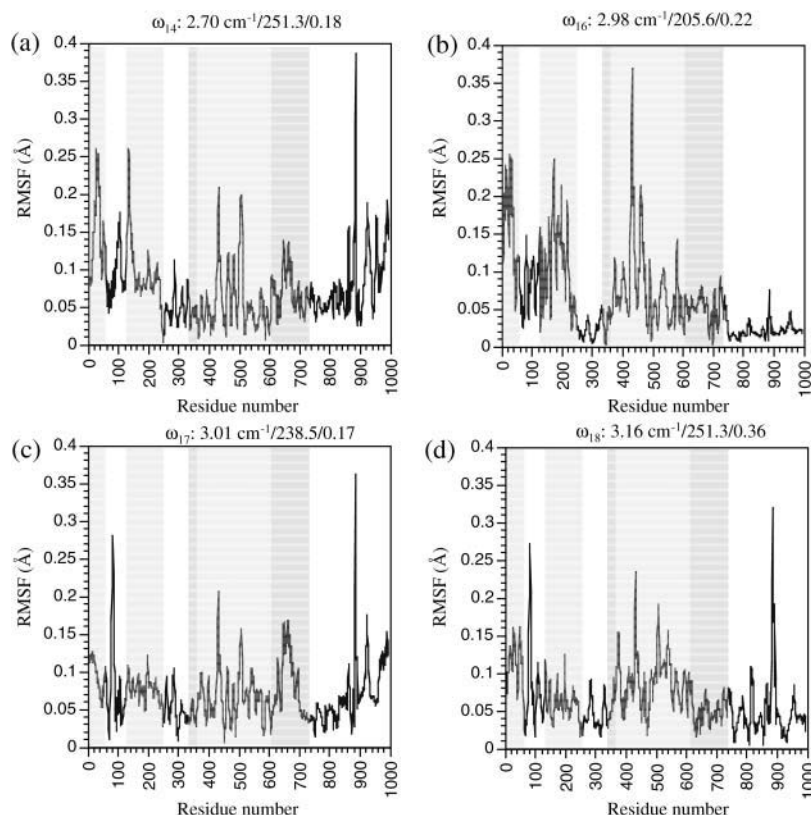 ω14: 2.70 cm⁻¹/251.3/0.18
ω16: 2.98 cm⁻¹/205.6/0.22
(a)
0.4
0.35
0.3
0.25
0.2
0.15
0.1
0.05
0
RMSF (Å)
0 100 200 300 400 500 600 700 800 900 1000
Residue number
(b)
0.4
0.35
0.3
0.25
0.2
0.15
0.1
0.05
0
RMSF (Å)
0 100 200 300 400 500 600 700 800 900 1000
Residue number
ω17: 3.01 cm⁻¹/238.5/0.17
ω18: 3.16 cm⁻¹/251.3/0.36
(c)
0.4
0.35
0.3
0.25
0.2
0.15
0.1
0.05
0
RMSF (Å)
0 100 200 300 400 500 600 700 800 900 1000
Residue number
(d)
0.4
0.35
0.3
0.25
0.2
0.15
0.1
0.05
0
RMSF (Å)
0 100 200 300 400 500 600 700 800 900 1000
Residue number